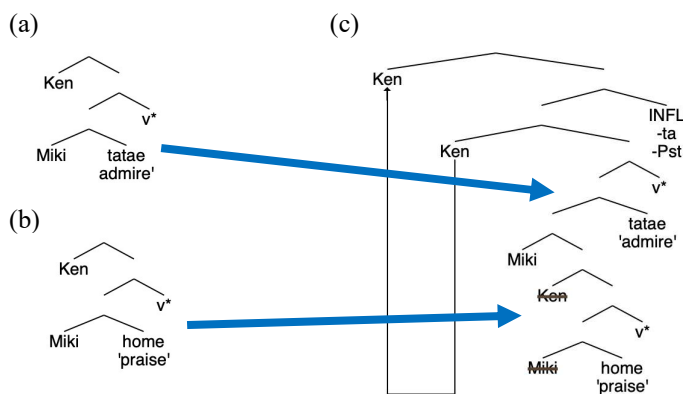 (a)
Ken
v*
Miki tatae
admire'
(b)
Ken
v*
Miki home
'praise'
(c)
Ken
INFL
-ta
-Pst
Ken
v*
tatae
'admire'
Miki
Ken
v*
Miki home
'praise'